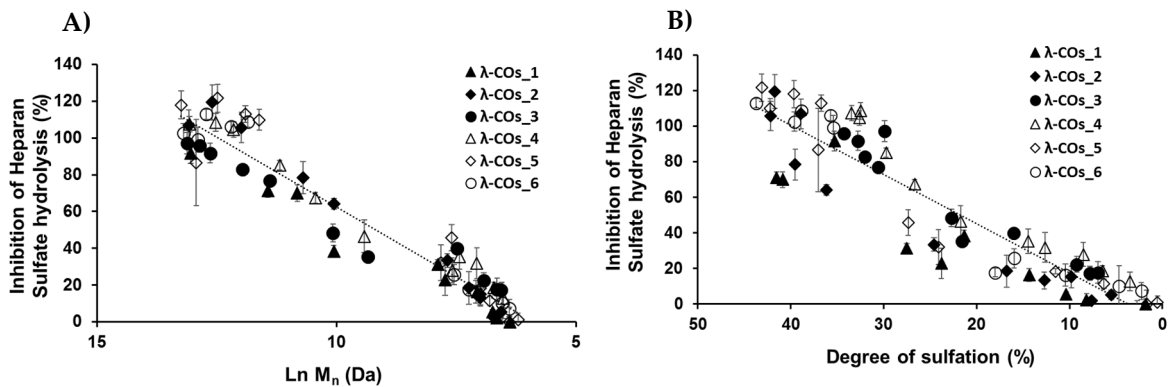 A)
Inhibition of Heparan
Sulfate hydrolysis (%)
140
120
100
80
60
40
20
0
15
10
5
Ln Mn (Da)
λ-COs_1
λ-COs_2
λ-COs_3
λ-COs_4
λ-COs_5
λ-COs_6
B)
Inhibition of Heparan
Sulfate hydrolysis (%)
140
120
100
80
60
40
20
0
50
40
30
20
10
0
Degree of sulfation (%)
λ-COs_1
λ-COs_2
λ-COs_3
λ-COs_4
λ-COs_5
λ-COs_6